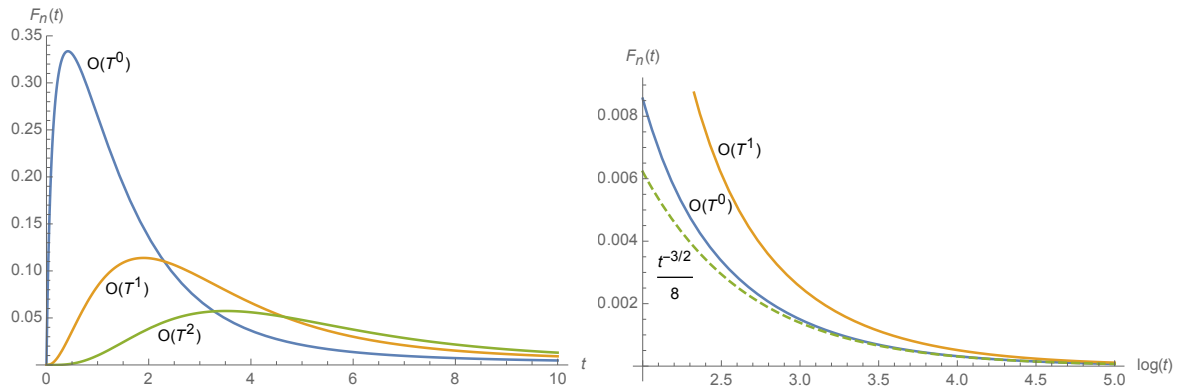 F_n(t)
0.35
0.30
0.25
0.20
0.15
0.10
0.05
0
2
4
6
8
10
t
O(T^0)
O(T^1)
O(T^2)
F_n(t)
0.008
0.006
0.004
0.002
2.5
3.0
3.5
4.0
4.5
5.0
log(t)
O(T^1)
O(T^0)
t^{-3/2}
8